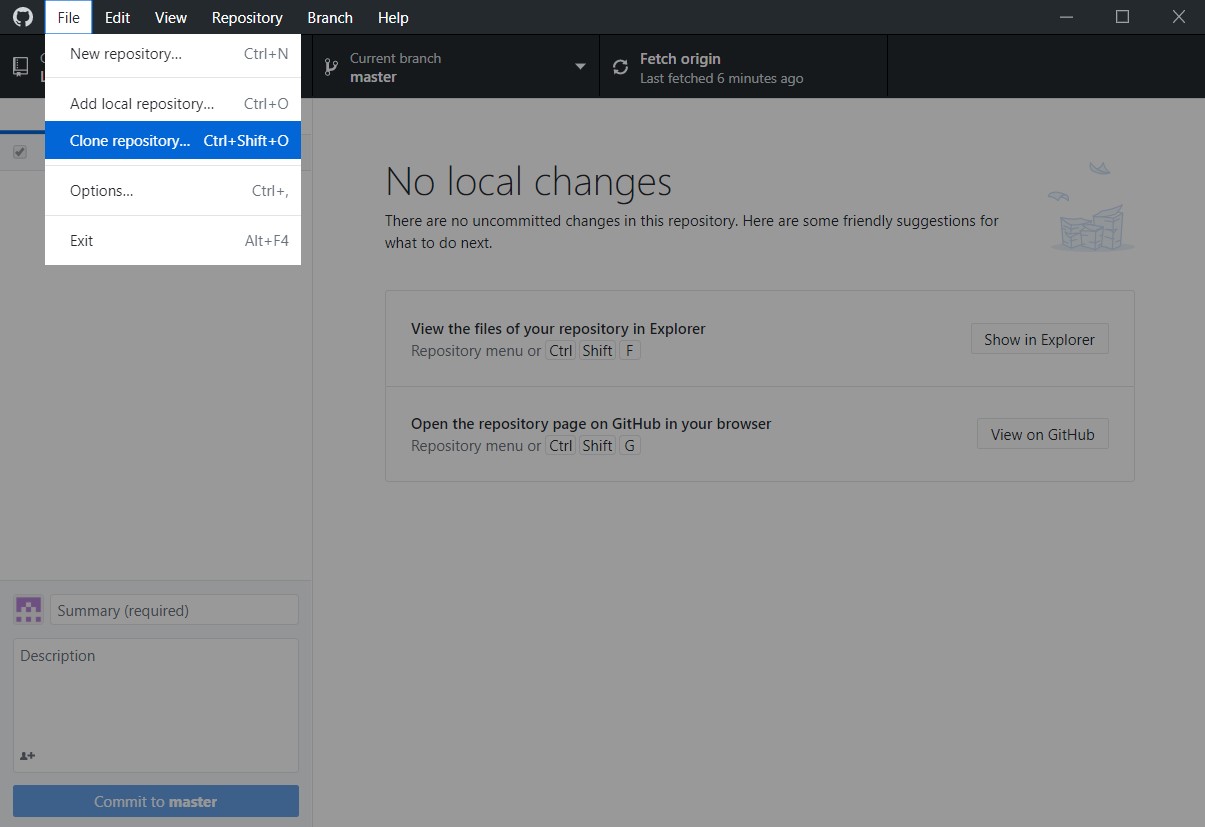 File Edit View Repository Branch Help
New repository... Ctrl+N
Add local repository... Ctrl+O
Clone repository... Ctrl+Shift+O
Options... Ctrl+,
Exit Alt+F4
Current branch
master
Fetch origin
Last fetched 6 minutes ago
No local changes
There are no uncommitted changes in this repository. Here are some friendly suggestions for
what to do next.
View the files of your repository in Explorer
Repository menu or Ctrl Shift F
Show in Explorer
Open the repository page on GitHub in your browser
Repository menu or Ctrl Shift G
View on GitHub
Summary (required)
Description
Commit to master